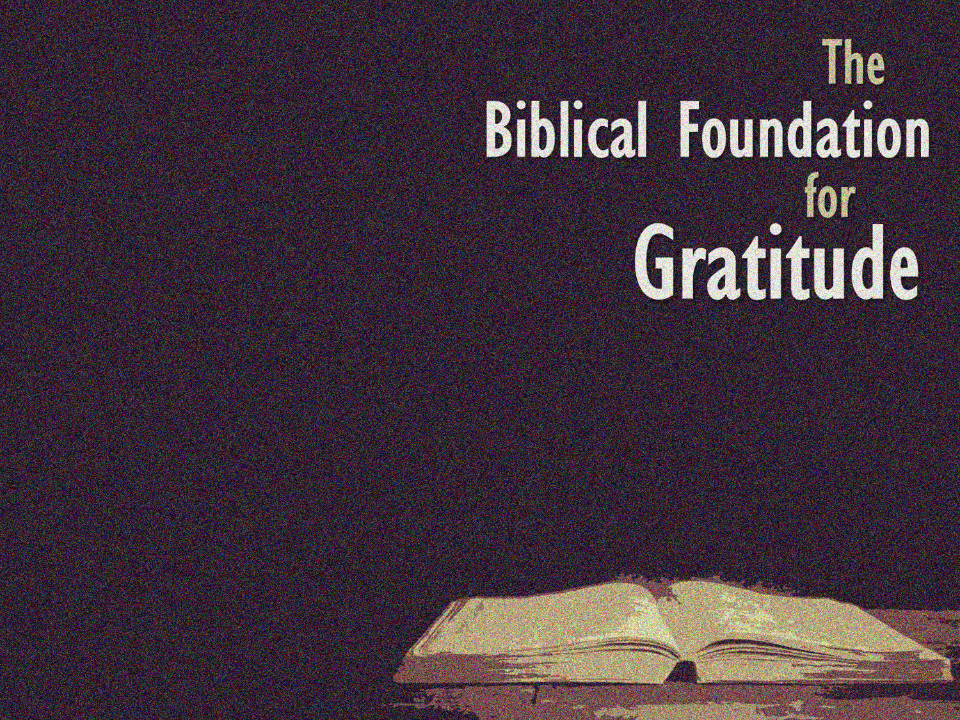 The
Biblical Foundation
for
Gratitude